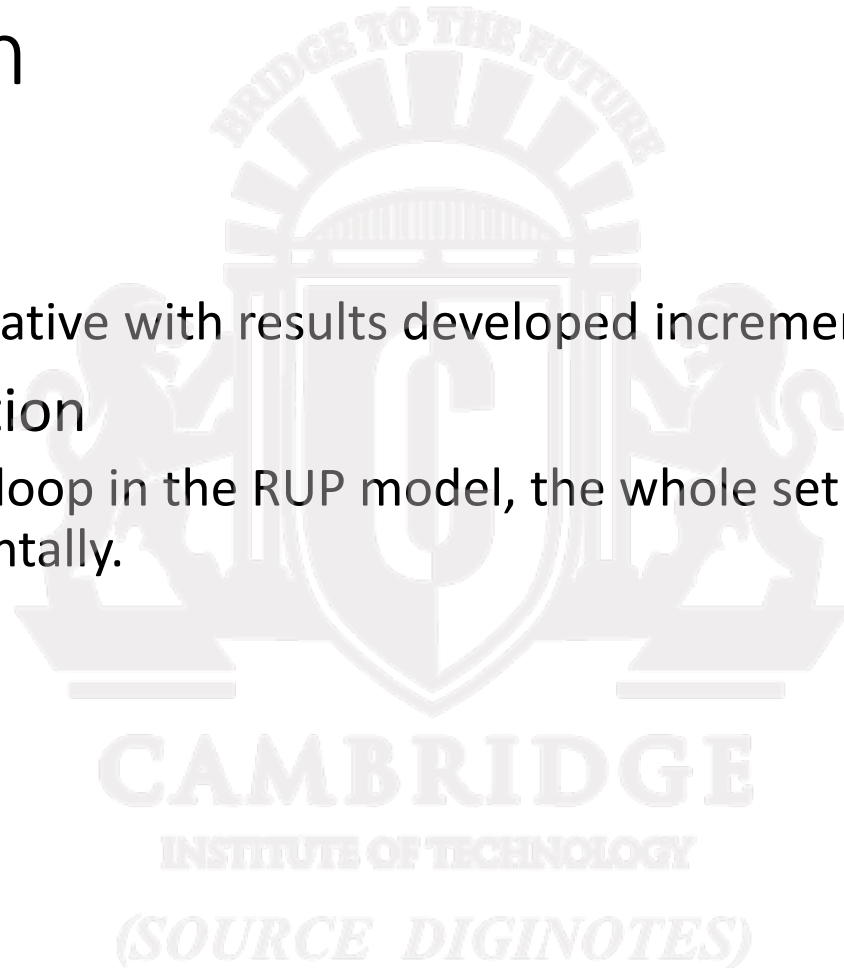 n
BRIDGE TO THE FUTURE
ative with results developed increme
tion
loop in the RUP model, the whole set
ntally.
C
CAMBRIDGE
INSTITUTE OF TECHNOLOGY
(SOURCE DIGINOTES)